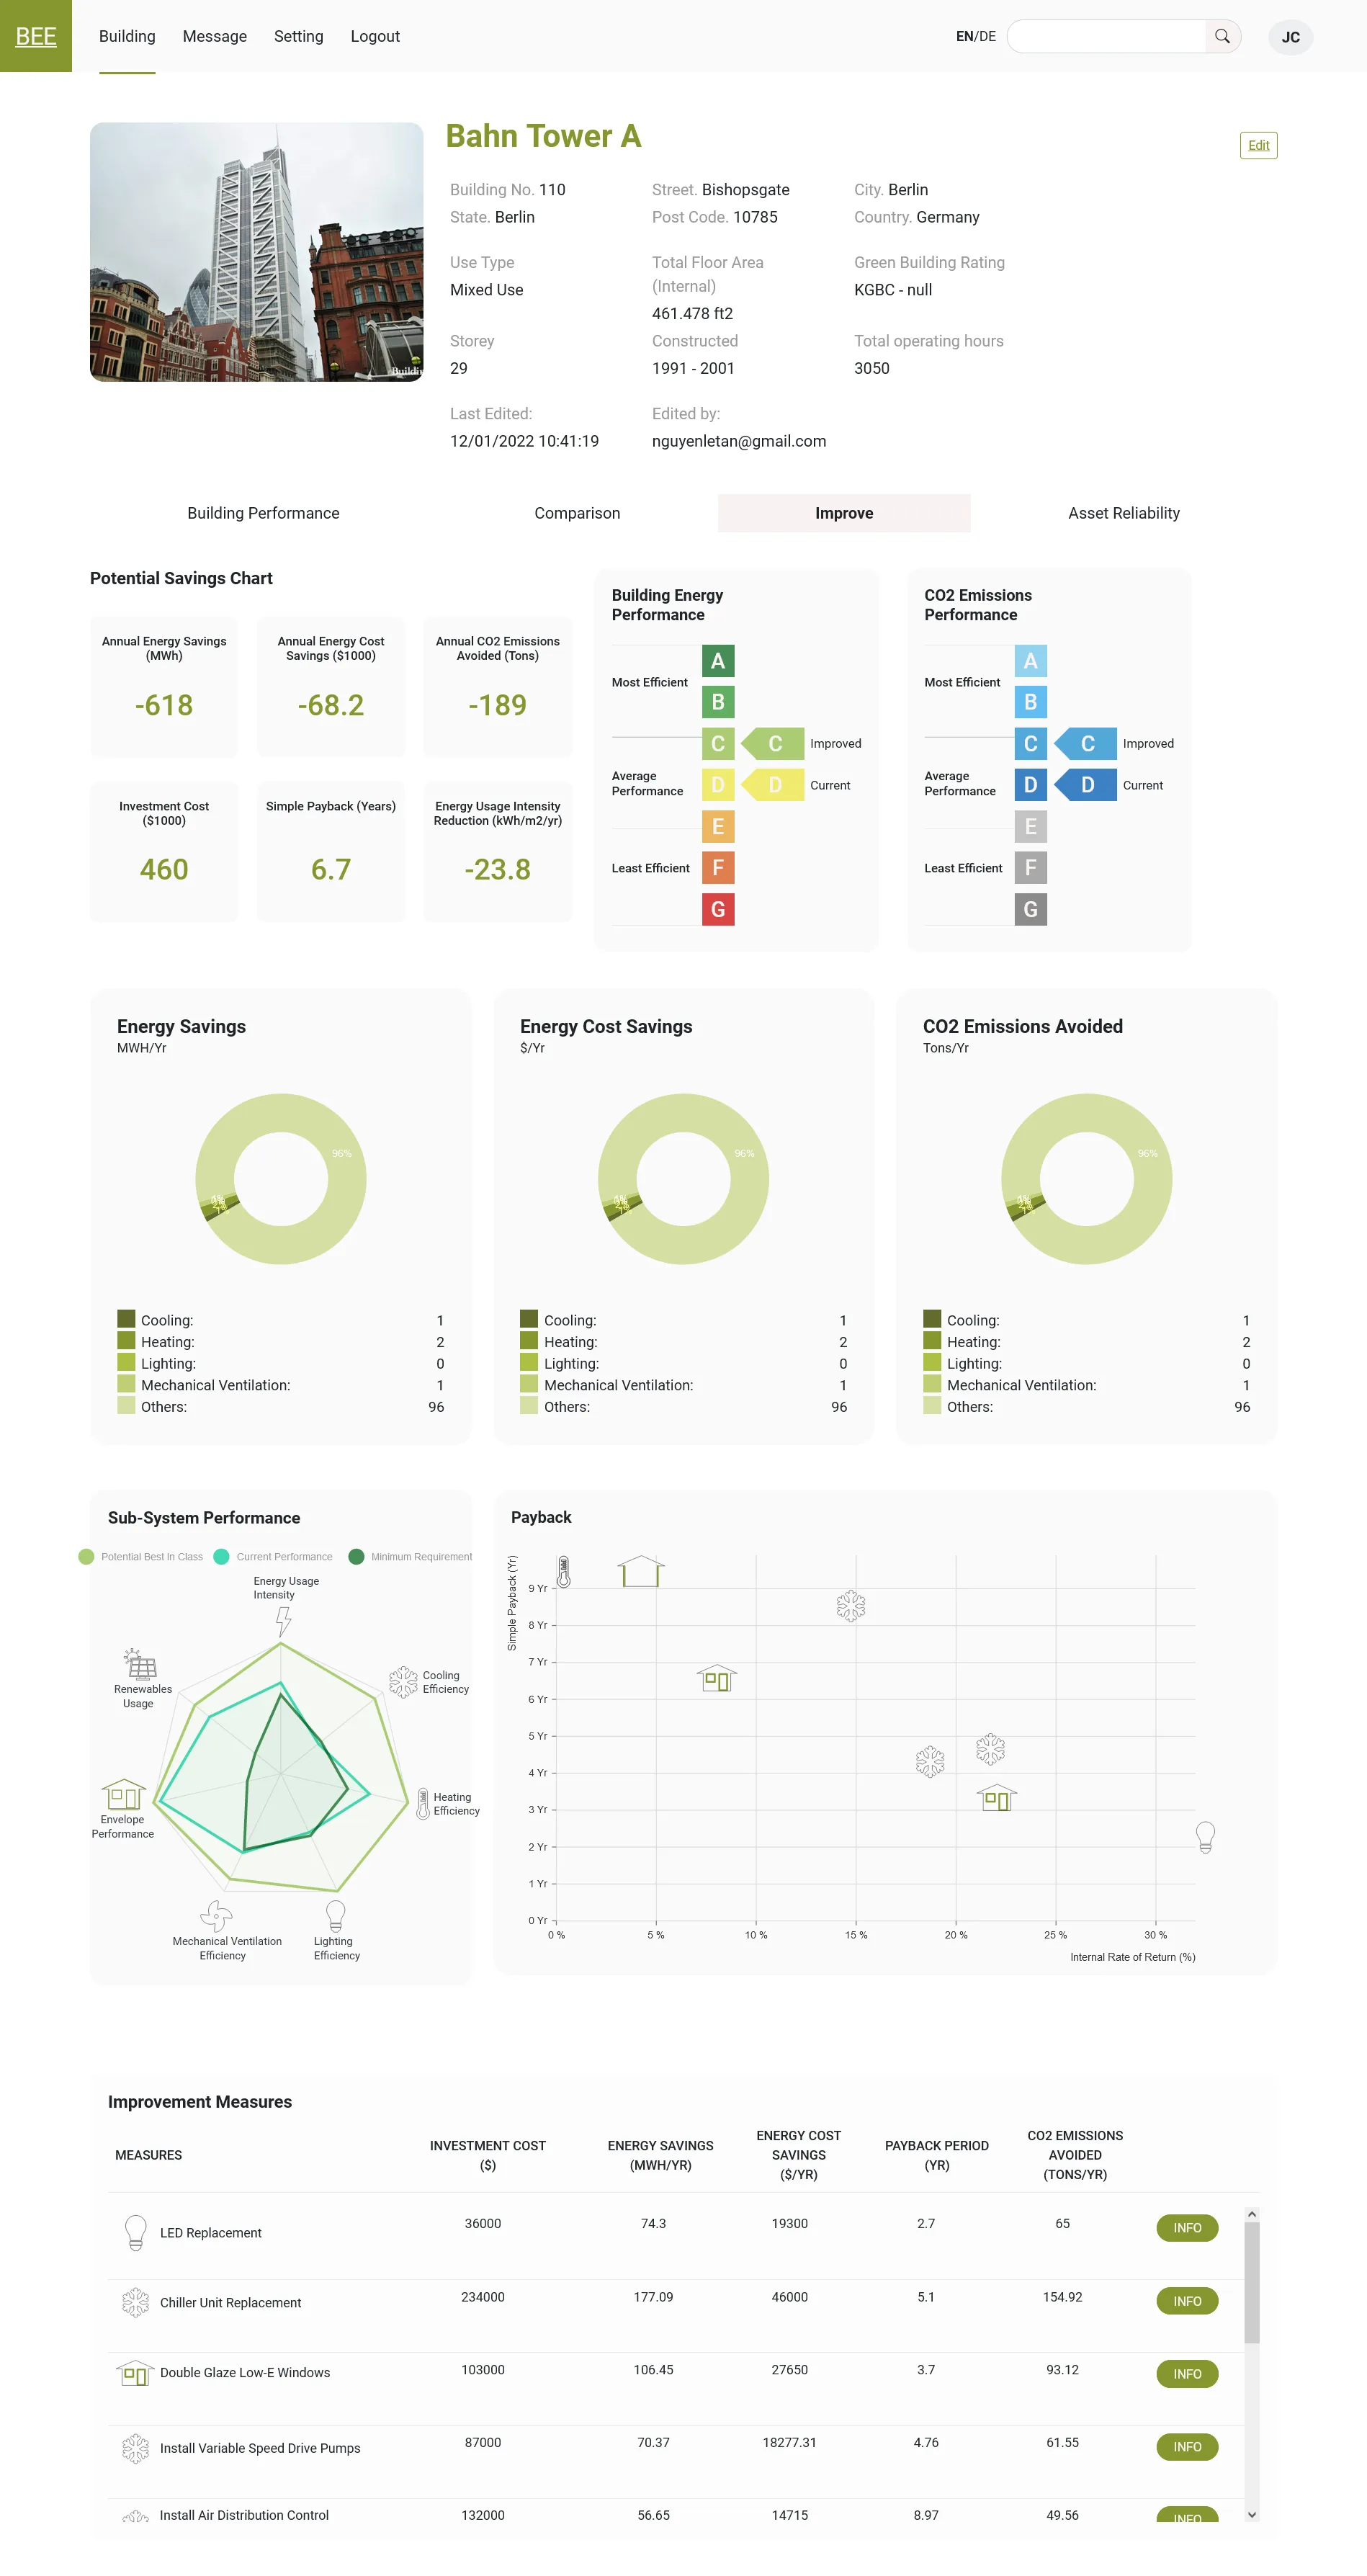 BEE
Building
Message
Setting
Logout
EN/DE
JC
Bahn Tower A
Edit
Building No. 110
Street. Bishopsgate
City. Berlin
State. Berlin
Post Code. 10785
Country. Germany
Use Type
Mixed Use
Total Floor Area
(Internal)
461.478 ft2
Green Building Rating
KGBC - null
Storey
29
Constructed
1991 - 2001
Total operating hours
3050
Last Edited:
12/01/2022 10:41:19
Edited by:
nguyenletan@gmail.com
Building Performance
Comparison
Improve
Asset Reliability
Potential Savings Chart
Annual Energy Savings
(MWh)
-618
Annual Energy Cost
Savings ($1000)
-68.2
Annual CO2 Emissions
Avoided (Tons)
-189
Investment Cost
($1000)
460
Simple Payback (Years)
6.7
Energy Usage Intensity
Reduction (kWh/m2/yr)
-23.8
Building Energy
Performance
Most Efficient
Average
Performance
Least Efficient
A
B
C
C
Improved
D
D
Current
E
F
G
CO2 Emissions
Performance
Most Efficient
Average
Performance
Least Efficient
A
B
C
C
Improved
D
D
Current
E
F
G
Energy Savings
MWH/Yr
96%
Cooling: 1
Heating: 2
Lighting: 0
Mechanical Ventilation: 1
Others: 96
Energy Cost Savings
$/Yr
96%
Cooling: 1
Heating: 2
Lighting: 0
Mechanical Ventilation: 1
Others: 96
CO2 Emissions Avoided
Tons/Yr
96%
Cooling: 1
Heating: 2
Lighting: 0
Mechanical Ventilation: 1
Others: 96
Sub-System Performance
Potential Best In Class
Current Performance
Minimum Requirement
Energy Usage
Intensity
Cooling
Efficiency
Heating
Efficiency
Lighting
Efficiency
Mechanical Ventilation
Efficiency
Envelope
Performance
Renewables
Usage
Payback
Simple Payback (Yr)
9 Yr
8 Yr
7 Yr
6 Yr
5 Yr
4 Yr
3 Yr
2 Yr
1 Yr
0 Yr
0 %
5 %
10 %
15 %
20 %
25 %
30 %
Internal Rate of Return (%)
Improvement Measures
MEASURES
INVESTMENT COST
($)
ENERGY SAVINGS
(MWH/YR)
ENERGY COST
SAVINGS
($/YR)
PAYBACK PERIOD
(YR)
CO2 EMISSIONS
AVOIDED
(TONS/YR)
LED Replacement 36000 74.3 19300 2.7 65 INFO
Chiller Unit Replacement 234000 177.09 46000 5.1 154.92 INFO
Double Glaze Low-E Windows 103000 106.45 27650 3.7 93.12 INFO
Install Variable Speed Drive Pumps 87000 70.37 18277.31 4.76 61.55 INFO
Install Air Distribution Control 132000 56.65 14715 8.97 49.56 INFO